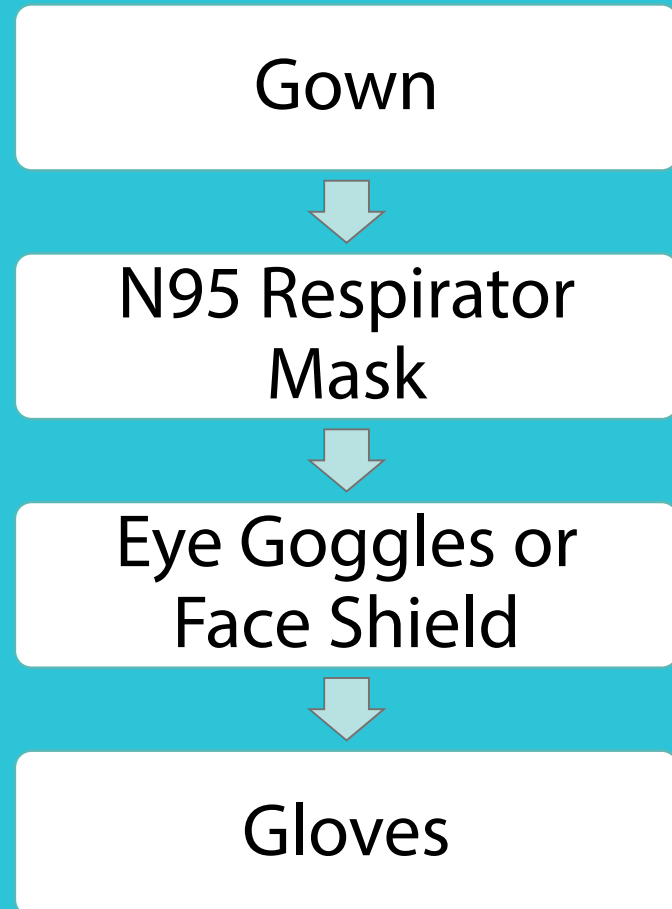 Gown
N95 Respirator
Mask
Eye Goggles or
Face Shield
Gloves